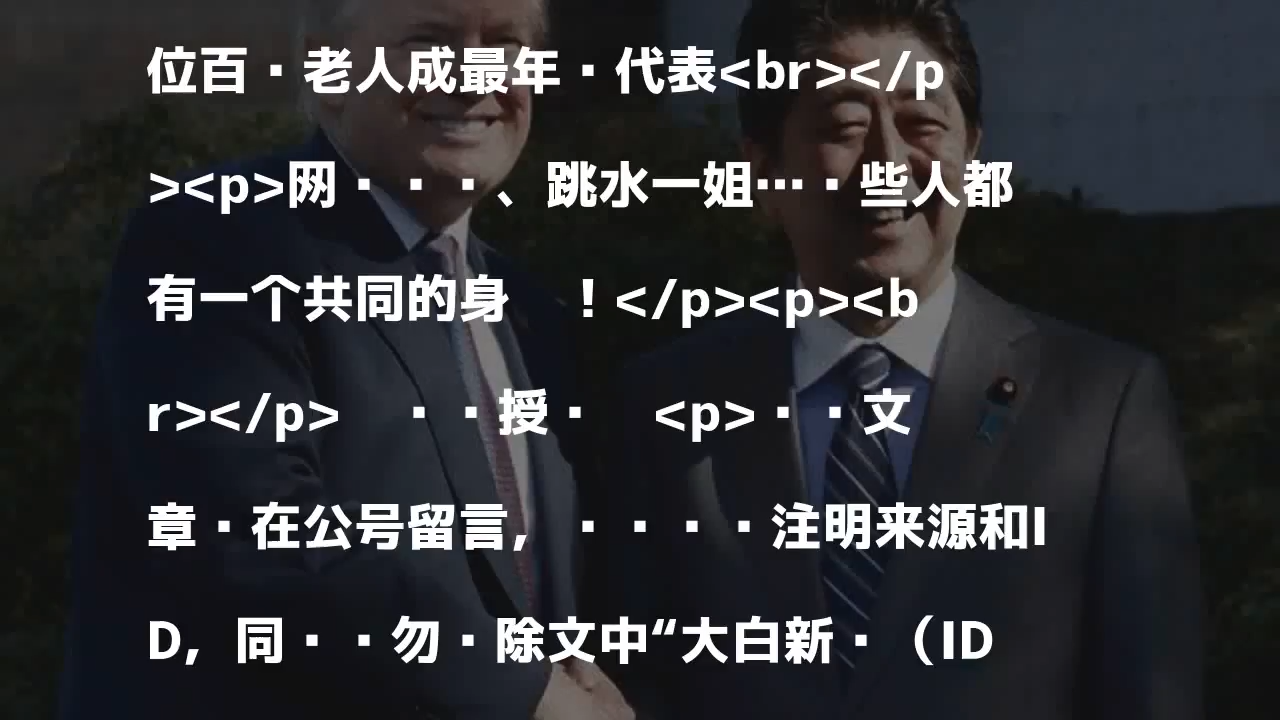 位百▪老人成最年▪代表<br></p
><p>网▪▪▪、跳水一姐…▪些人都
有一个共同的身　！</p><p><b
r></p>　▪▪授▪　<p>▪▪文
章▪在公号留言，▪▪▪▪注明来源和I
D，同▪▪勿▪除文中“大白新▪（ID